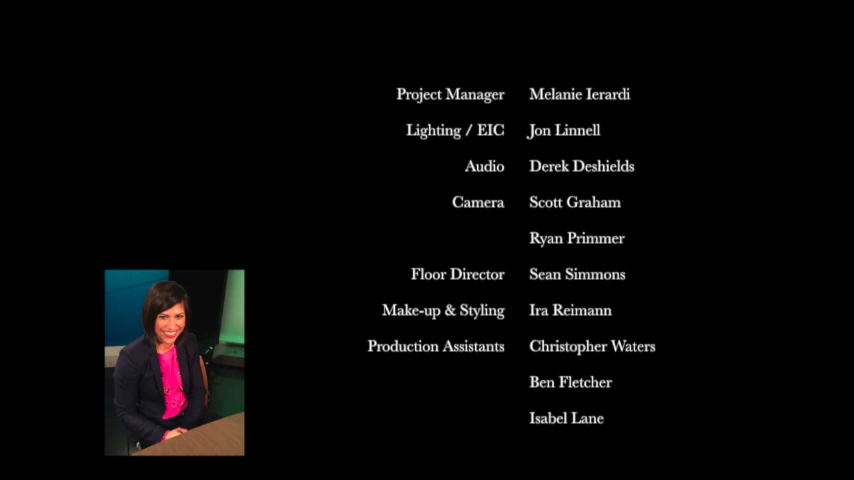 Project Manager Melanie Ierardi
Lighting / EIC Jon Linnell
Audio Derek Deshields
Camera Scott Graham
Ryan Primmer
Floor Director Sean Simmons
Make-up & Styling Ira Reimann
Production Assistants Christopher Waters
Ben Fletcher
Isabel Lane